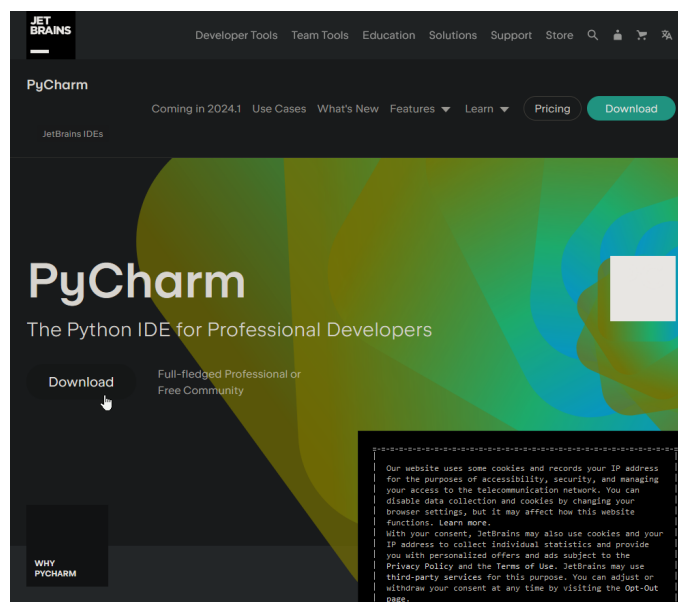 JET
BRAINS
Developer Tools Team Tools Education Solutions Support Store
PyCharm
Coming in 2024.1 Use Cases What's New Features Learn Pricing Download
JetBrains IDEs
PyCharm
The Python IDE for Professional Developers
Download
Full-fledged Professional or
Free Community
Our website uses some cookies and records your IP address
for the purposes of accessibility, security, and managing
your access to the telecommunication network. You can
disable data collection and cookies by changing your
browser settings, but it may affect how this website
functions. Learn more.
With your consent, JetBrains may also use cookies and your
IP address to collect individual statistics and provide
you with personalized offers and ads subject to the
Privacy Policy and the Terms of Use. JetBrains may use
third-party services for this purpose. You can adjust or
withdraw your consent at any time by visiting the Opt-Out
page.
WHY
PYCHARM